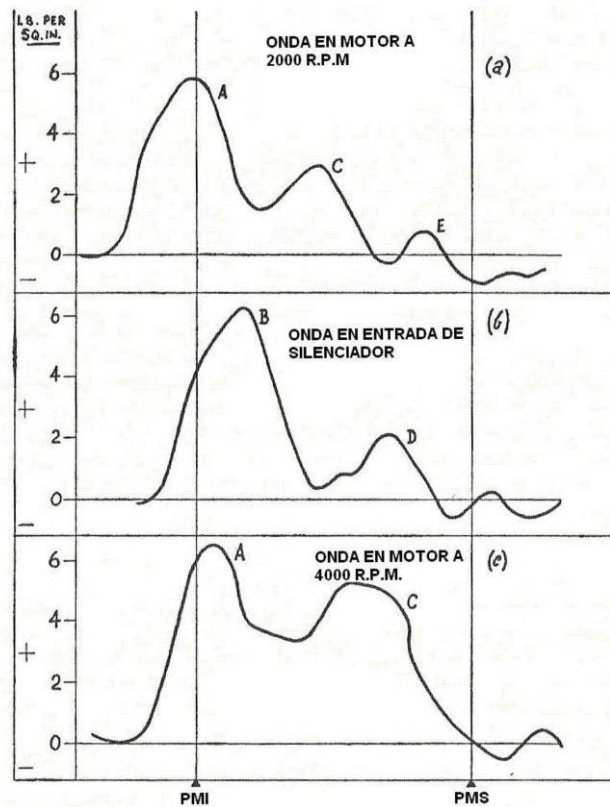 LB. PER
SQ.IN.
ONDA EN MOTOR A
2000 R.P.M
(a)
6
A
4
+
C
2
E
0
−
6
B
ONDA EN ENTRADA DE
SILENCIADOR
(b)
4
+
2
D
0
−
6
A
ONDA EN MOTOR A
4000 R.P.M.
(c)
C
4
+
2
0
−
PMI
PMS